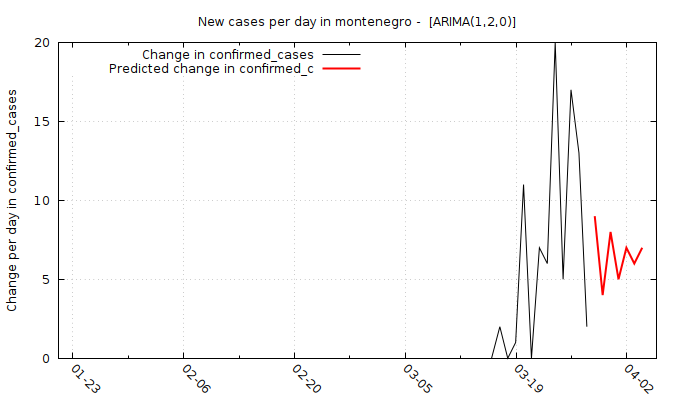 New cases per day in montenegro -  [ARIMA(1,2,0)]
Change in confirmed_cases
Predicted change in confirmed_c
Change per day in confirmed_cases
20
15
10
5
0
01-23
02-06
02-20
03-05
03-19
04-02